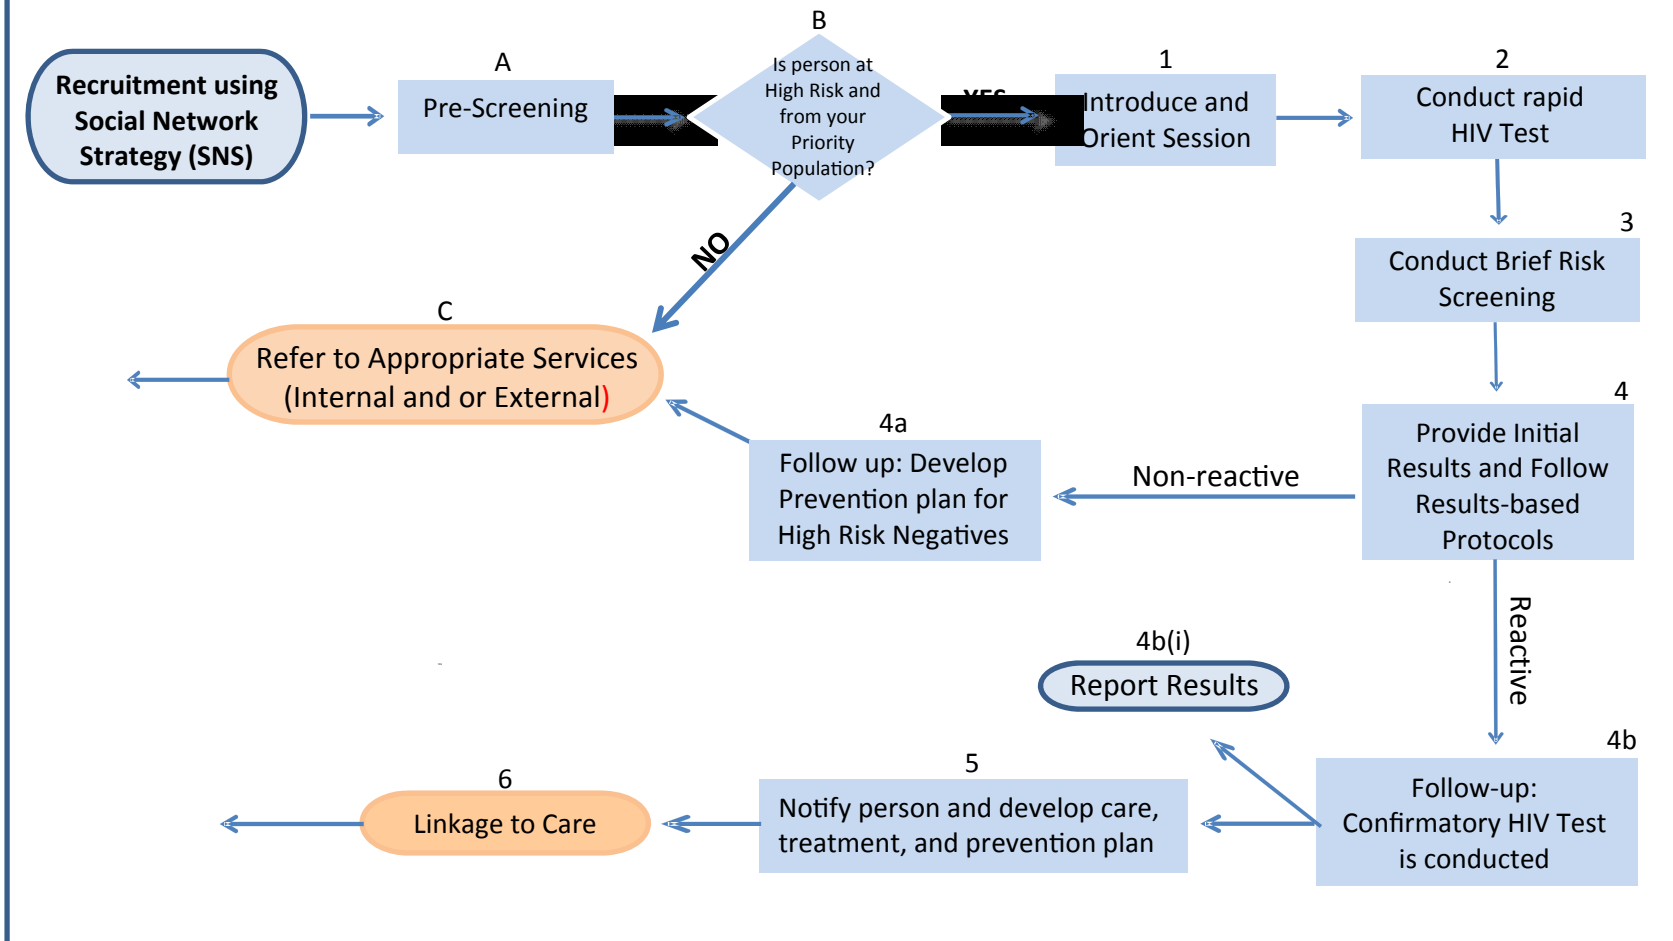 Recruitment using
Social Network
Strategy (SNS)
A
Pre-Screening
B
Is person at
High Risk and
from your
Priority
Population?
YES
NO
1
Introduce and
Orient Session
2
Conduct rapid
HIV Test
3
Conduct Brief Risk
Screening
C
Refer to Appropriate Services
(Internal and or External)
4
Provide Initial
Results and Follow
Results-based
Protocols
Non-reactive
4a
Follow up: Develop
Prevention plan for
High Risk Negatives
Reactive
4b(i)
Report Results
4b
Follow-up:
Confirmatory HIV Test
is conducted
5
Notify person and develop care,
treatment, and prevention plan
6
Linkage to Care